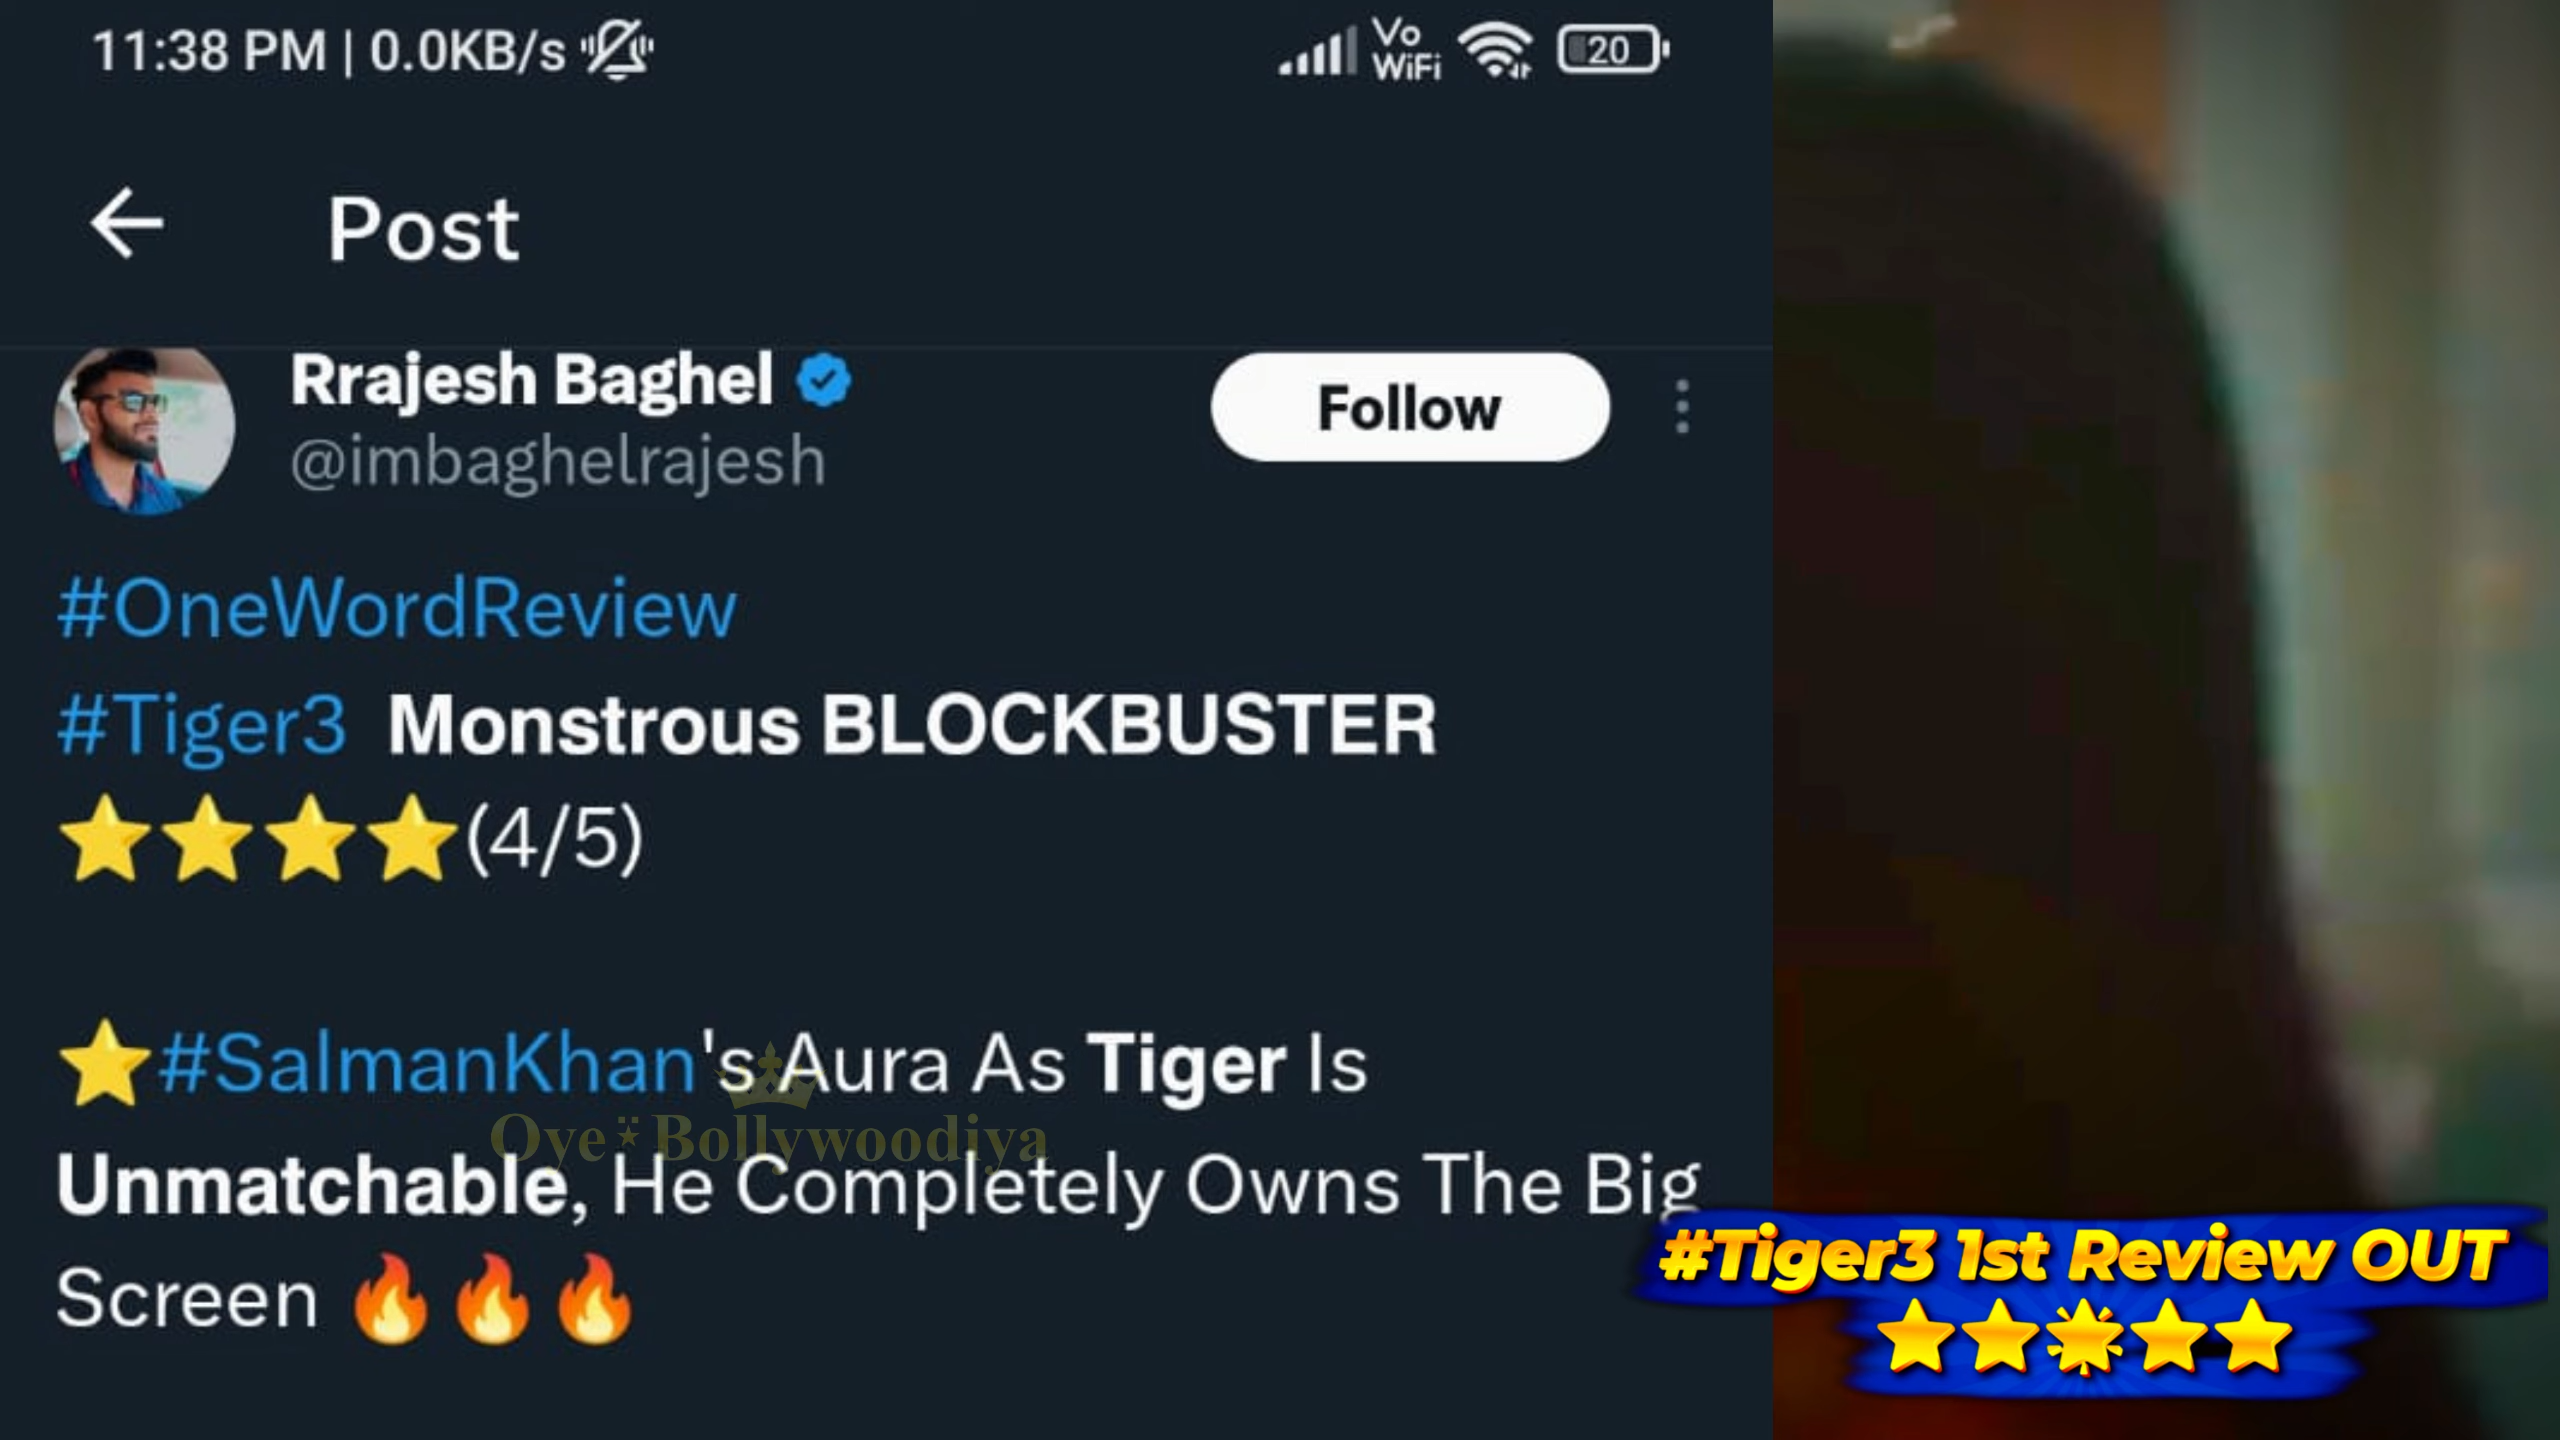 11:38 PM | 0.0KB/s
Vo
WiFi
20
Post
Rrajesh Baghel
Follow
@imbaghelrajesh
#OneWordReview
#Tiger3 Monstrous BLOCKBUSTER
(4/5)
#SalmanKhan's Aura As Tiger Is
Oye Bollywoodiya
Unmatchable, He Completely Owns The Big
Screen
#Tiger3 1st Review OUT